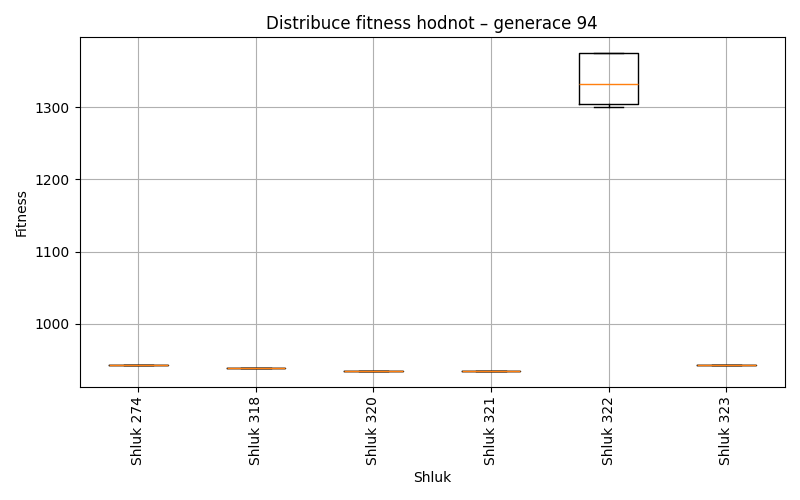 Distribuce fitness hodnot – generace 94
Fitness
1300
1200
1100
1000
Shluk 274
Shluk 318
Shluk 320
Shluk 321
Shluk 322
Shluk 323
Shluk